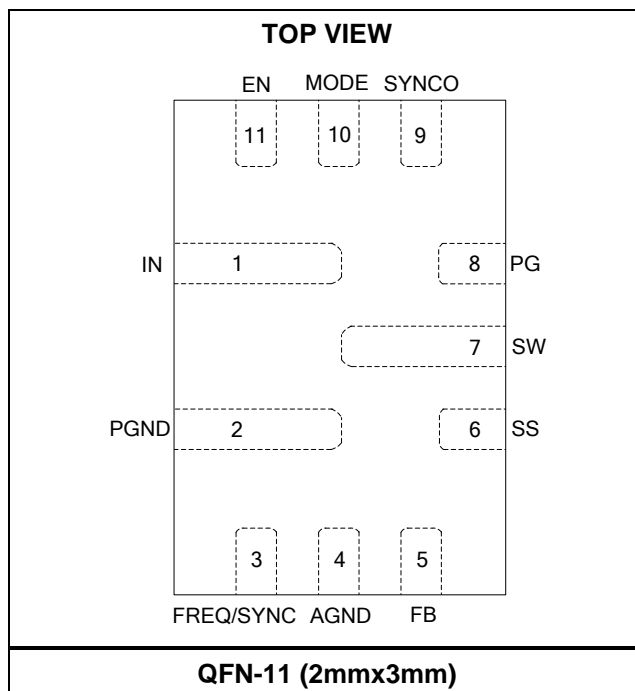 TOP VIEW
EN MODE SYNCO
11 10 9
IN 1 8 PG
7 SW
PGND 2 6 SS
3 4 5
FREQ/SYNC AGND FB
QFN-11 (2mmx3mm)